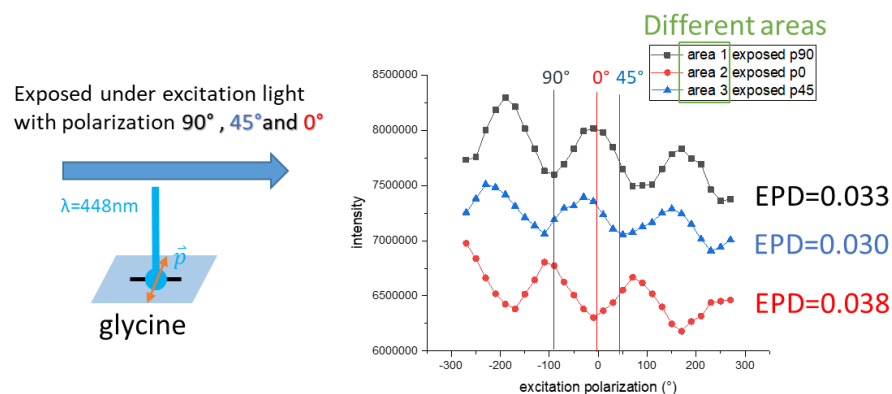 Different areas
area 1 exposed p90
area 2 exposed p0
area 3 exposed p45
Exposed under excitation light
with polarization 90° , 45°and 0°
λ=448nm
p
glycine
90°
0°
45°
EPD=0.033
EPD=0.030
EPD=0.038
intensity
8500000
8000000
7500000
7000000
6500000
6000000
-300 -200 -100 0 100 200 300
excitation polarization (°)